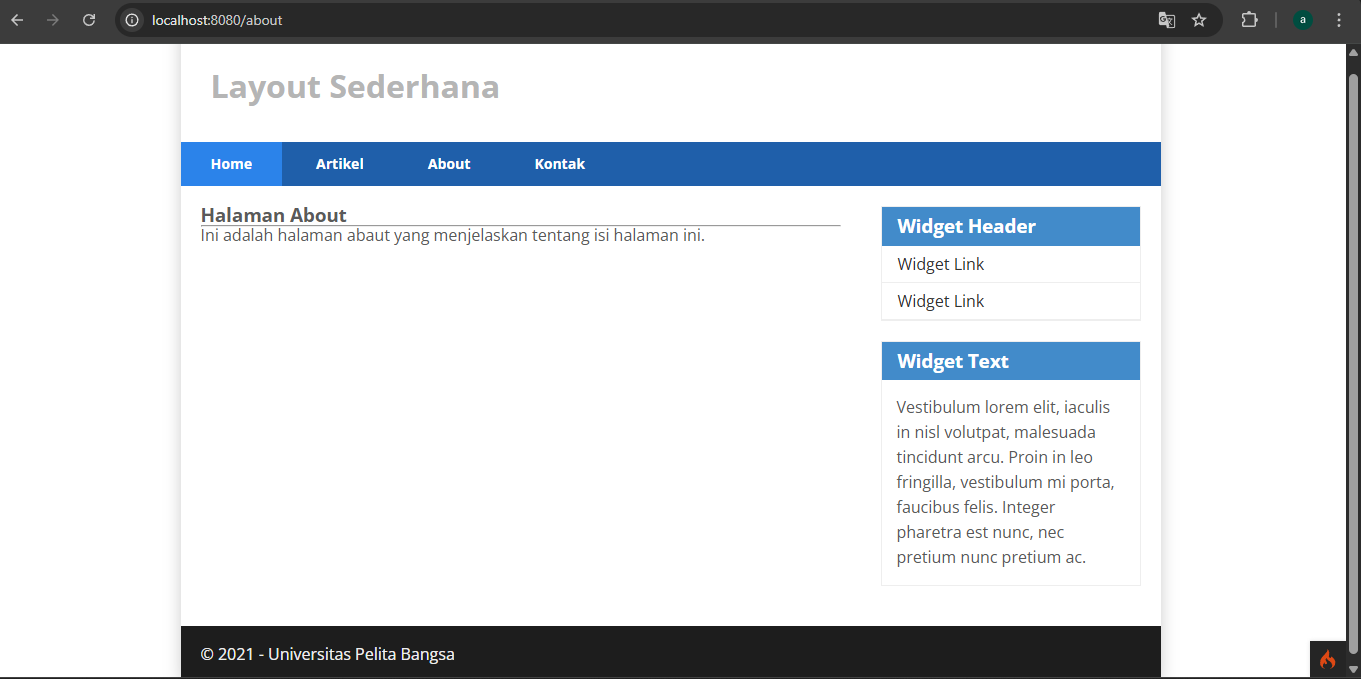 localhost:8080/about
a
Layout Sederhana
Home Artikel About Kontak
Halaman About
Ini adalah halaman abaut yang menjelaskan tentang isi halaman ini.
Widget Header
Widget Link
Widget Link
Widget Text
Vestibulum lorem elit, iaculis
in nisl volutpat, malesuada
tincidunt arcu. Proin in leo
fringilla, vestibulum mi porta,
faucibus felis. Integer
pharetra est nunc, nec
pretium nunc pretium ac.
© 2021 - Universitas Pelita Bangsa